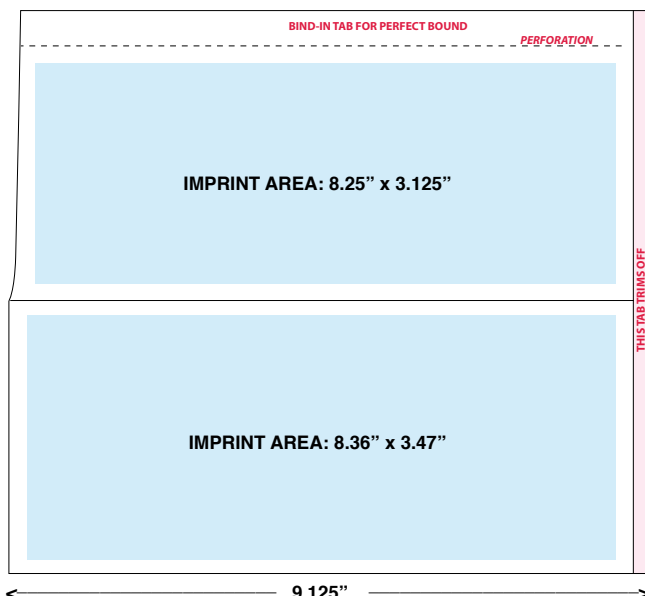 BIND-IN TAB FOR PERFECT BOUND
PERFORATION
IMPRINT AREA: 8.25” x 3.125”
THIS TAB TRIMS OFF
IMPRINT AREA: 8.36” x 3.47”
9.125”